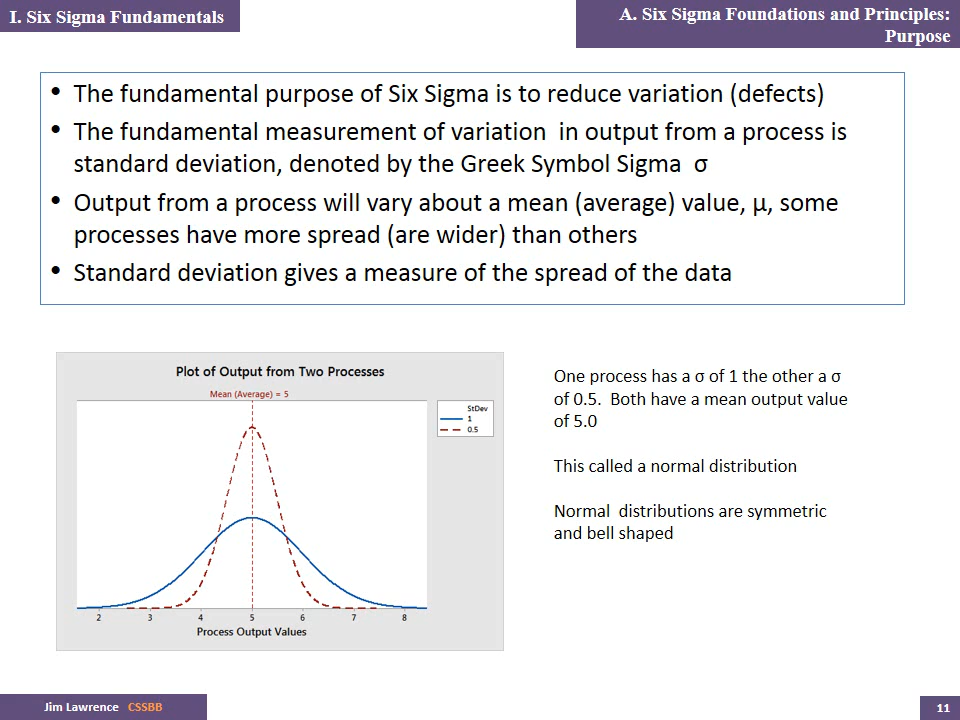 I. Six Sigma Fundamentals
A. Six Sigma Foundations and Principles:
Purpose
• The fundamental purpose of Six Sigma is to reduce variation (defects)
• The fundamental measurement of variation  in output from a process is
standard deviation, denoted by the Greek Symbol Sigma  σ
• Output from a process will vary about a mean (average) value, µ, some
processes have more spread (are wider) than others
• Standard deviation gives a measure of the spread of the data
Plot of Output from Two Processes
Mean (Average) = 5
StDev
1
0.5
2 3 4 5 6 7 8
Process Output Values
One process has a σ of 1 the other a σ
of 0.5.  Both have a mean output value
of 5.0
This called a normal distribution
Normal  distributions are symmetric
and bell shaped
Jim Lawrence CSSBB
11